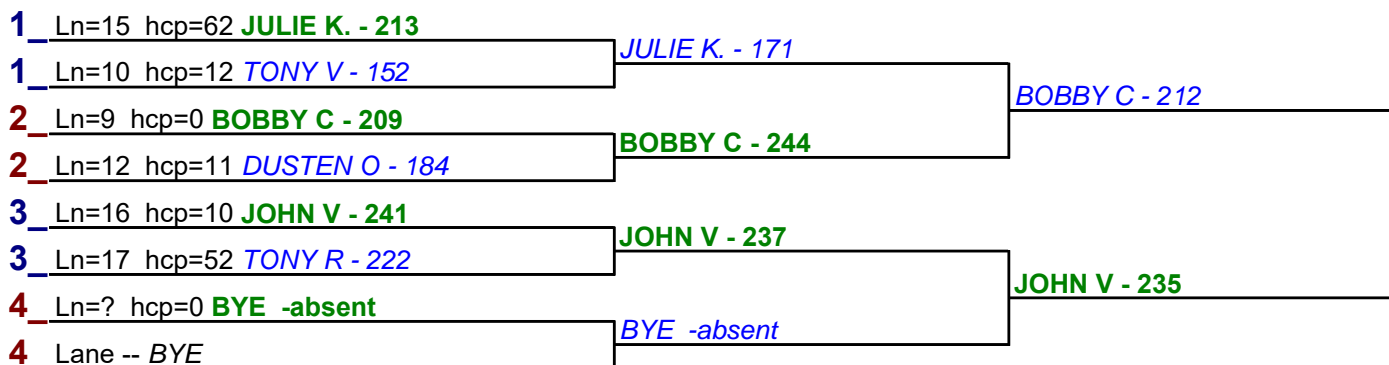 1_ Ln=15 hcp=62 JULIE K. - 213
JULIE K. - 171
1_ Ln=10 hcp=12 TONY V - 152
BOBBY C - 212
2_ Ln=9 hcp=0 BOBBY C - 209
BOBBY C - 244
2_ Ln=12 hcp=11 DUSTEN O - 184
3_ Ln=16 hcp=10 JOHN V - 241
JOHN V - 237
3_ Ln=17 hcp=52 TONY R - 222
JOHN V - 235
4_ Ln=? hcp=0 BYE -absent
BYE -absent
4 Lane -- BYE